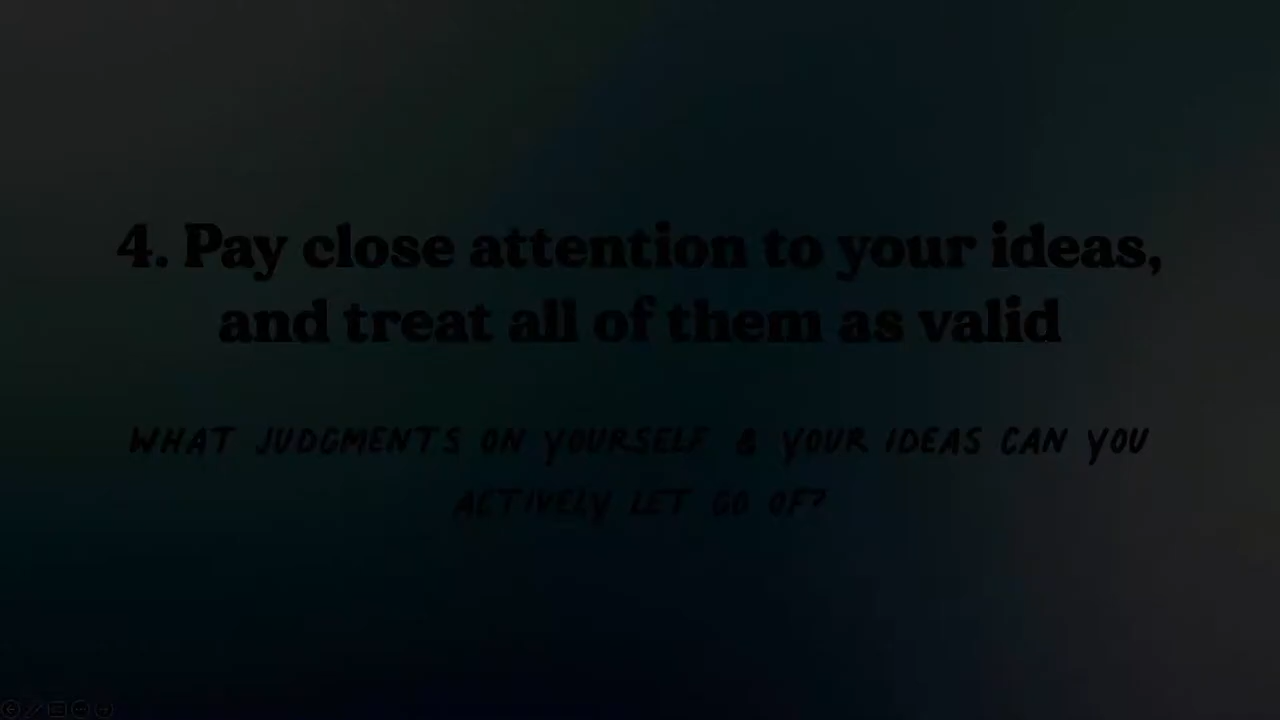 4. Pay close attention to your ideas,
and treat all of them as valid
WHAT JUDGMENTS ON YOURSELF & YOUR IDEAS CAN YOU
ACTIVELY LET GO OF?